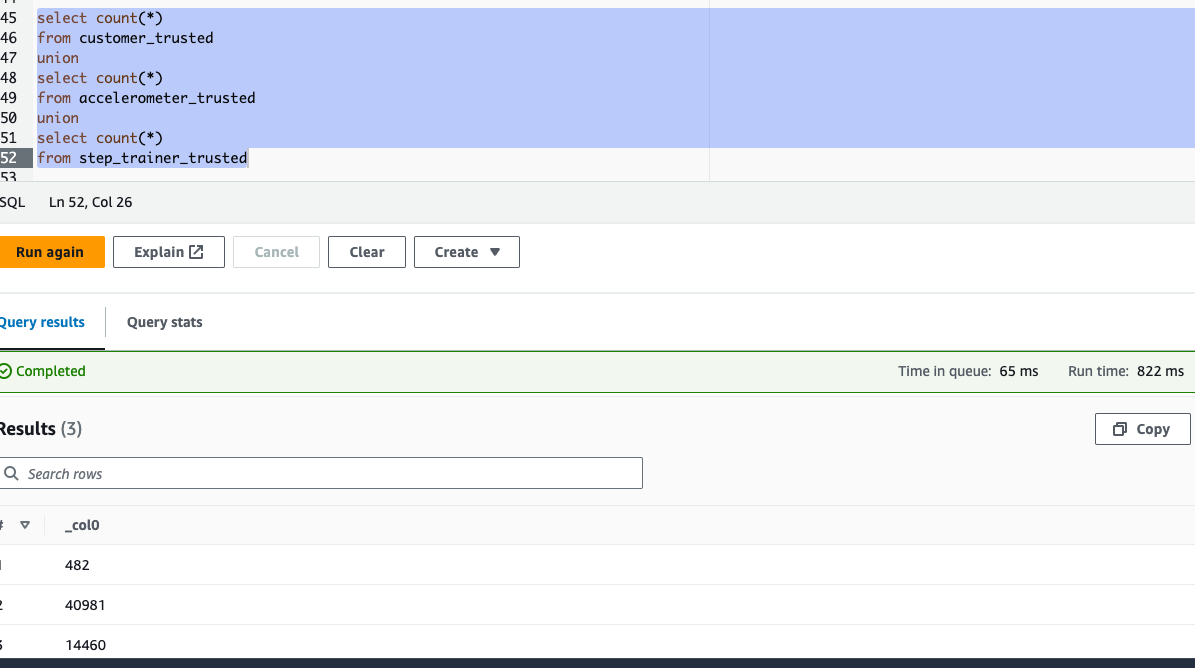 45 select count(*)
46 from customer_trusted
47 union
48 select count(*)
49 from accelerometer_trusted
50 union
51 select count(*)
52 from step_trainer_trusted
53
SQL Ln 52, Col 26
Run again Explain Cancel Clear Create
Query results Query stats
Completed Time in queue: 65 ms Run time: 822 ms
Results (3) Copy
Search rows
# _col0
1 482
2 40981
3 14460